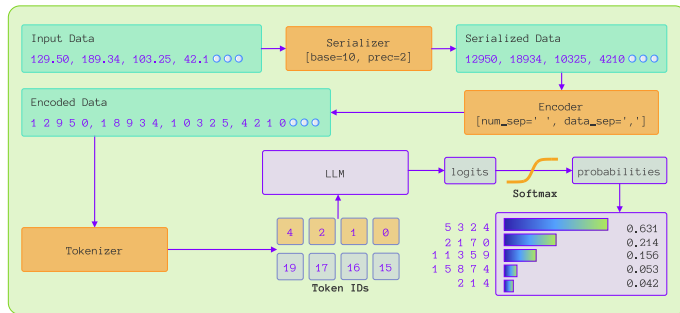 Input Data
129.50, 189.34, 103.25, 42.1
Serializer
[base=10, prec=2]
Serialized Data
12950, 18934, 10325, 4210
Encoded Data
1 2 9 5 0, 1 8 9 3 4, 1 0 3 2 5, 4 2 1 0
Encoder
[num_sep=' ', data_sep=',']
LLM
logits
Softmax
probabilities
Tokenizer
4 2 1 0
19 17 16 15
Token IDs
5 3 2 4 0.631
2 1 7 0 0.214
1 1 3 5 9 0.156
1 5 8 7 4 0.053
2 1 4 0.042